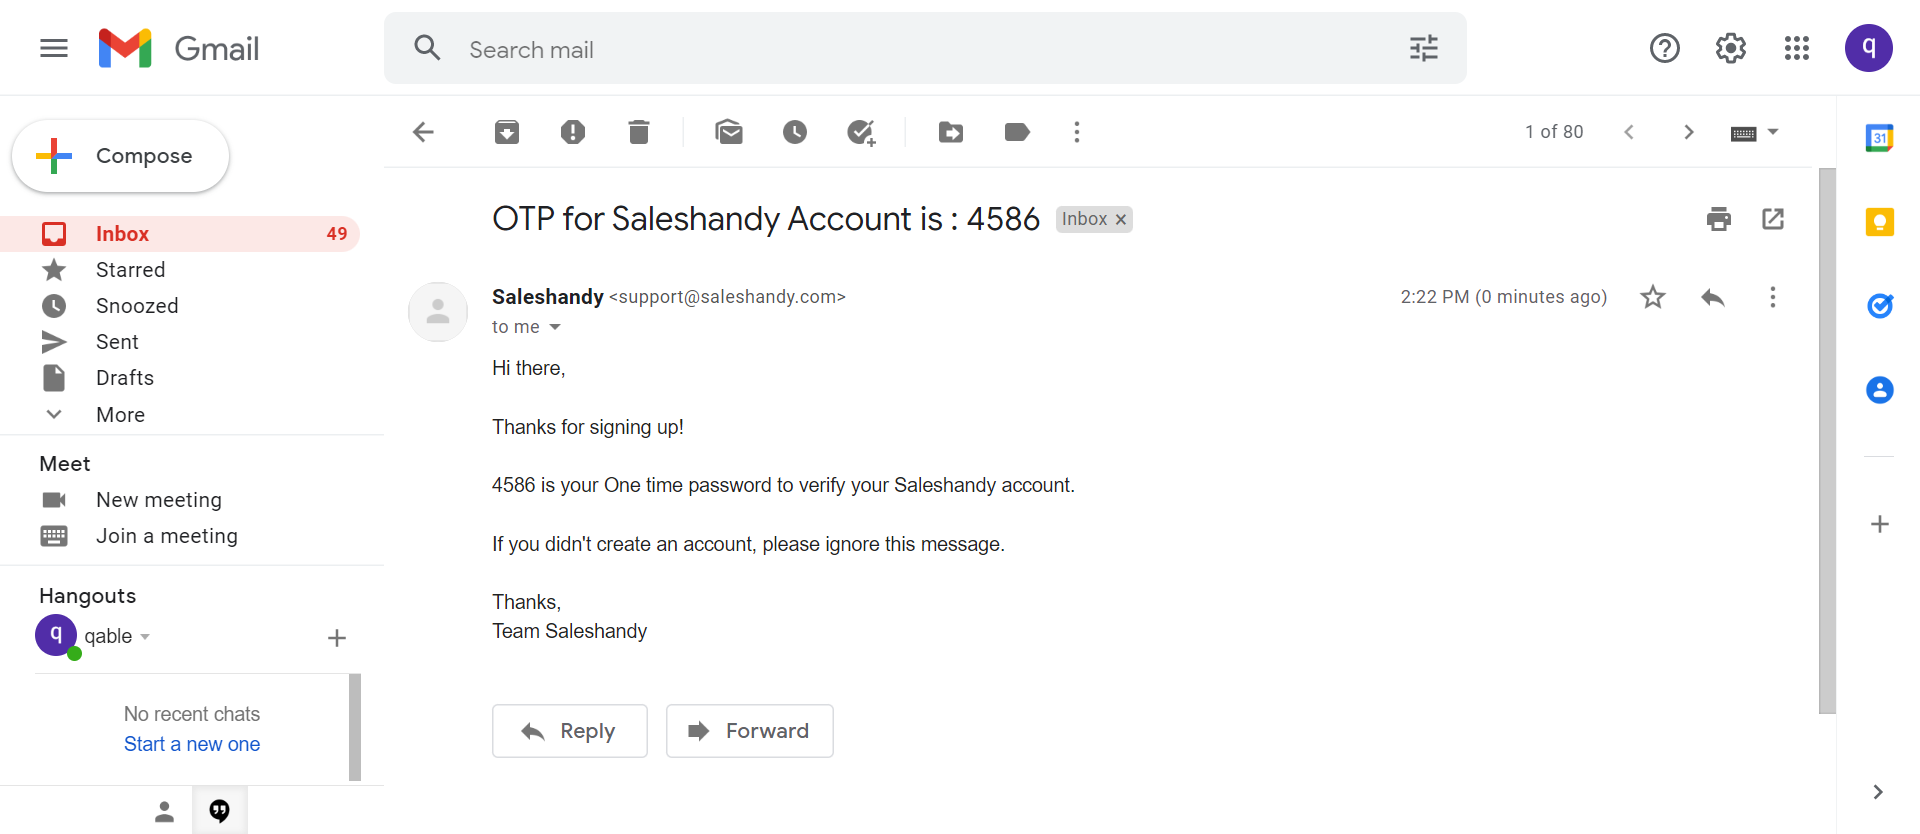 Gmail
Search mail
q
Compose
1 of 80
31
Inbox 49
Starred
Snoozed
Sent
Drafts
More
Meet
New meeting
Join a meeting
Hangouts
q qable
No recent chats
Start a new one
OTP for Saleshandy Account is : 4586 Inbox x
Saleshandy <support@saleshandy.com> 2:22 PM (0 minutes ago)
to me
Hi there,
Thanks for signing up!
4586 is your One time password to verify your Saleshandy account.
If you didn't create an account, please ignore this message.
Thanks,
Team Saleshandy
Reply Forward